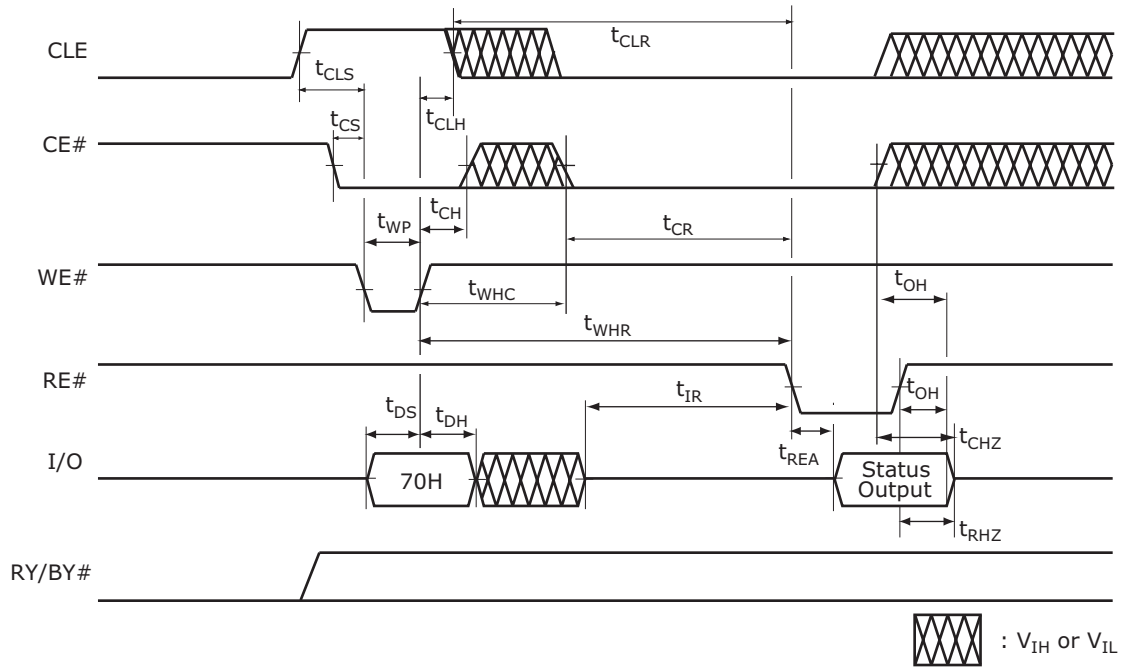 CLE
tCLR
tCLS
tCLH
tCS
CE#
tCH
tCR
tWP
WE#
tWHC
tOH
tWHR
RE#
tIR
tOH
tDS
tDH
tREA
tCHZ
I/O
70H
Status
Output
tRHZ
RY/BY#
: VIH or VIL